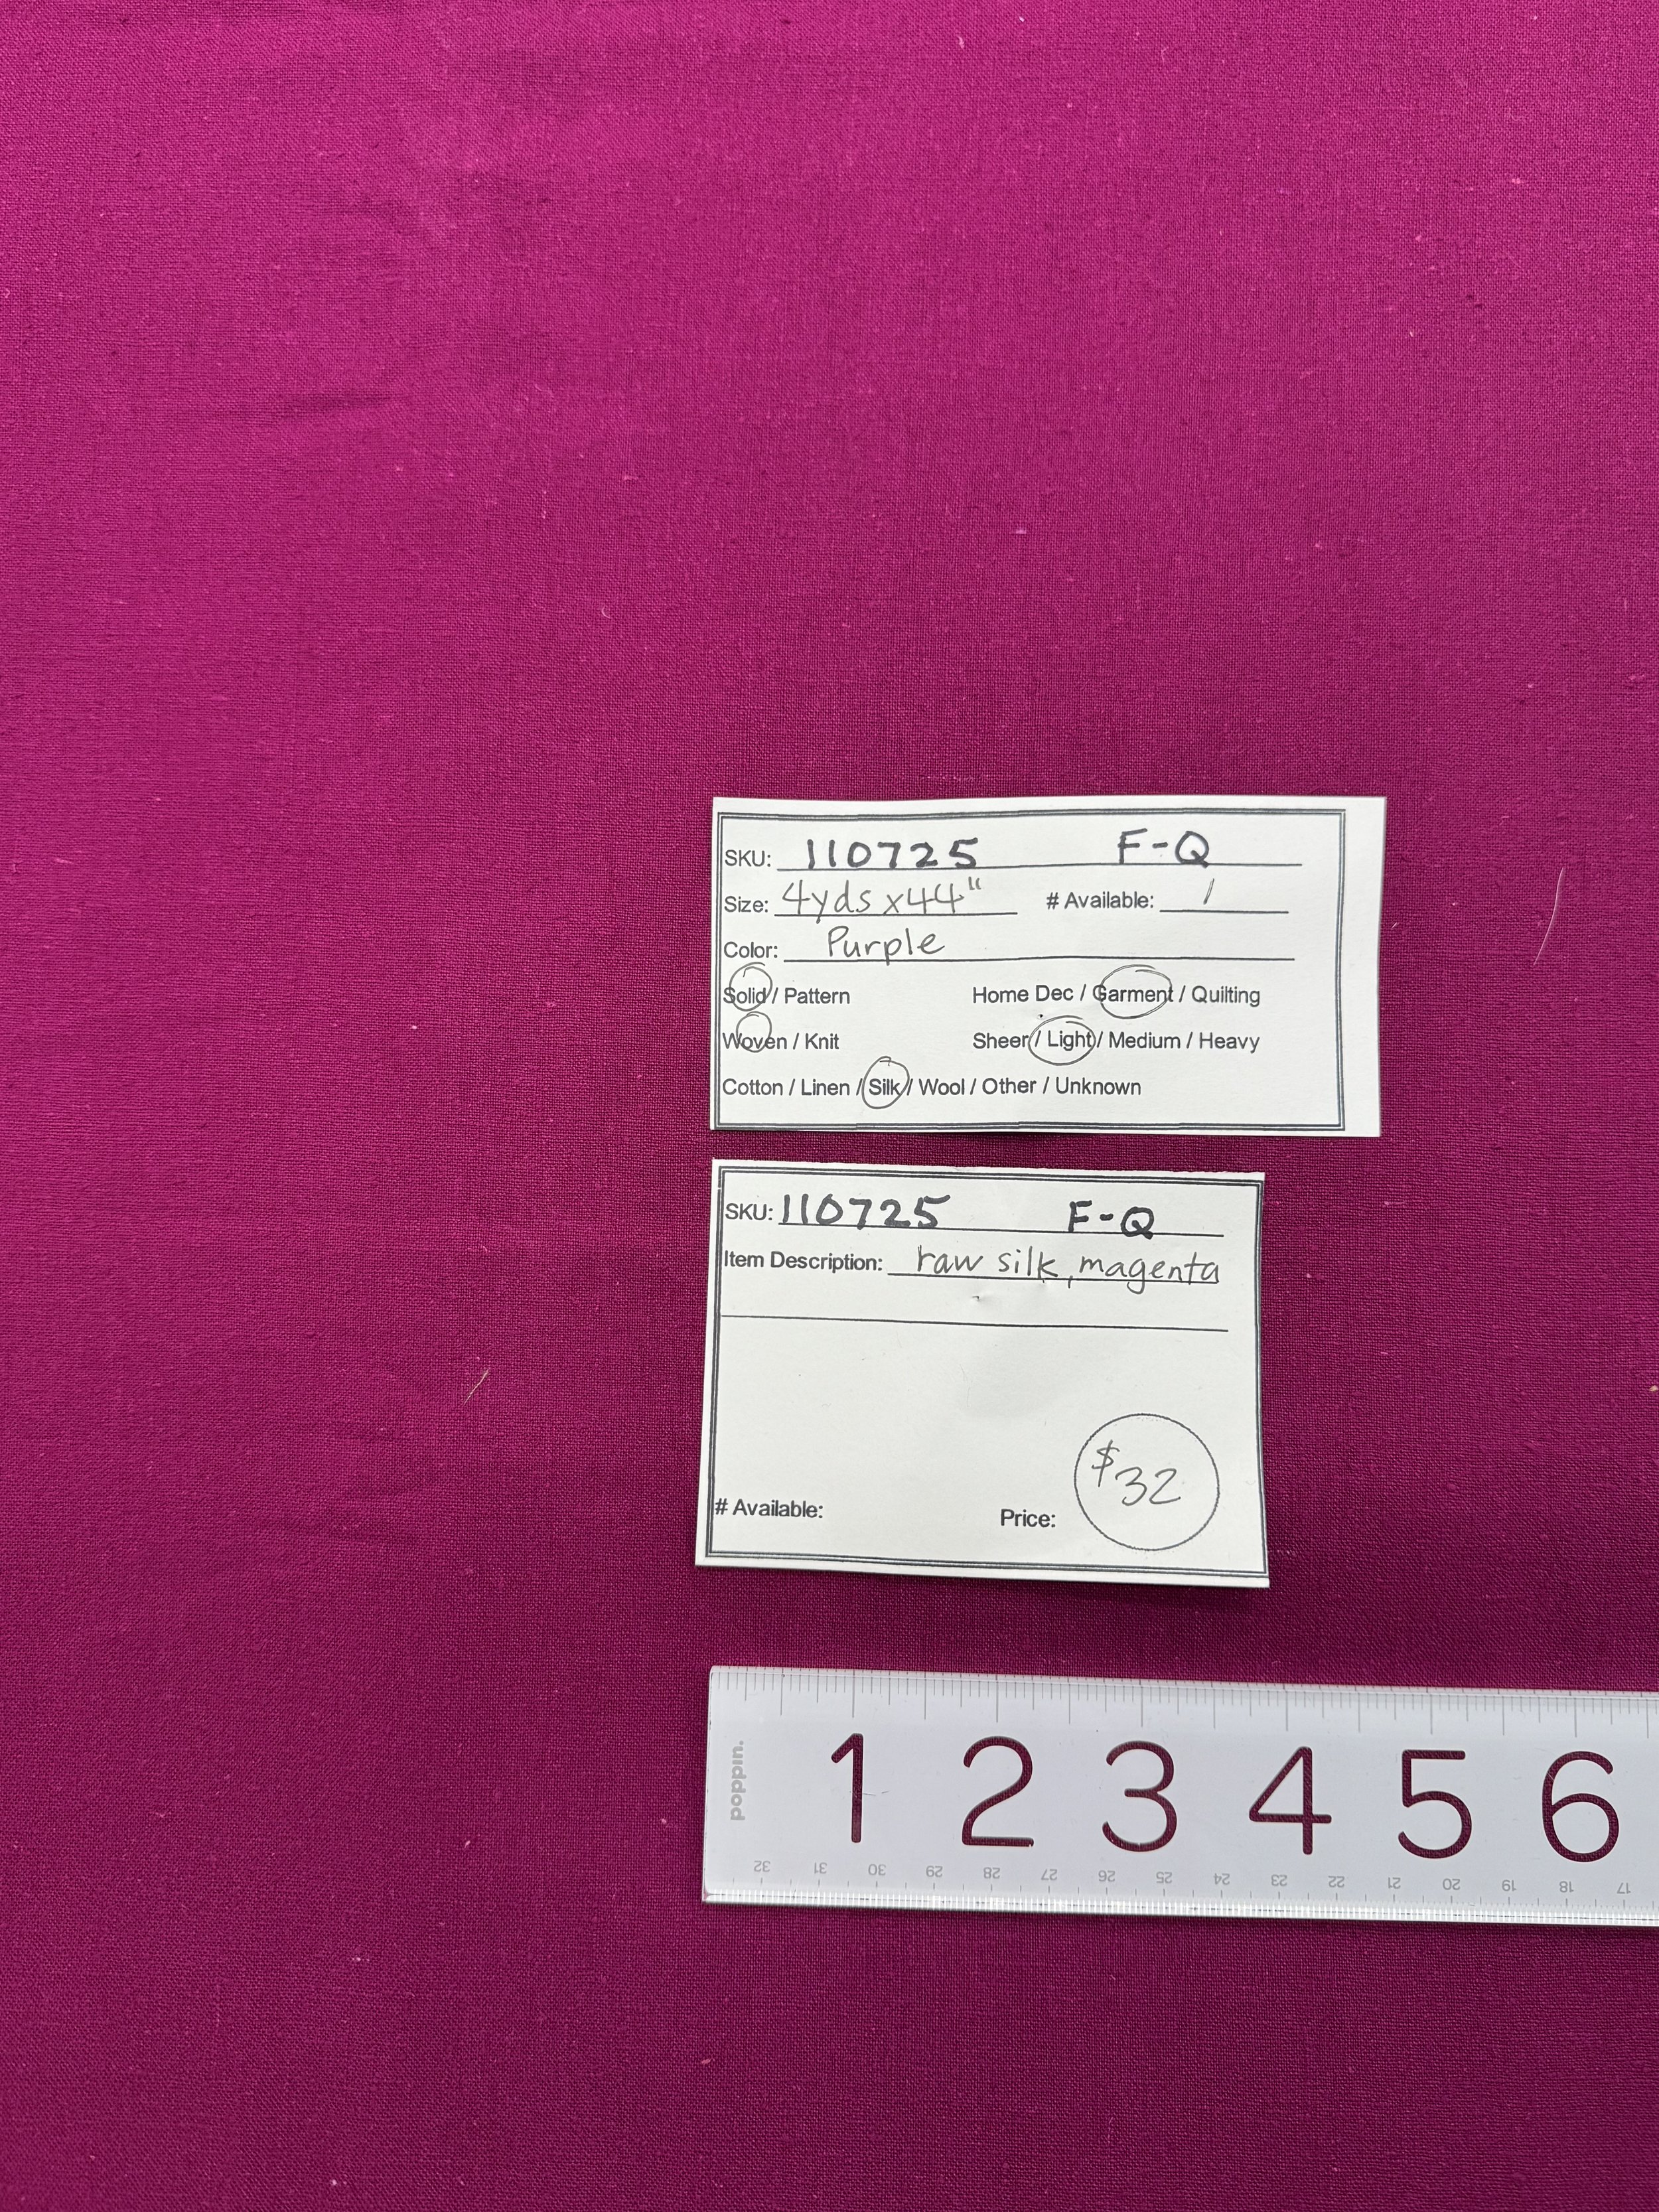 SKU: 110725 F-Q
Size: 4yds x 44" # Available: 1
Color: Purple
Solid / Pattern Home Dec / Garment / Quilting
Woven / Knit Sheer / Light / Medium / Heavy
Cotton / Linen / Silk / Wool / Other / Unknown
SKU: 110725 F-Q
Item Description: raw silk, magenta
$32
# Available: Price:
poppin.
1 2 3 4 5 6
32 31 30 29 28 27 26 25 24 23 22 21 20 19 18 17